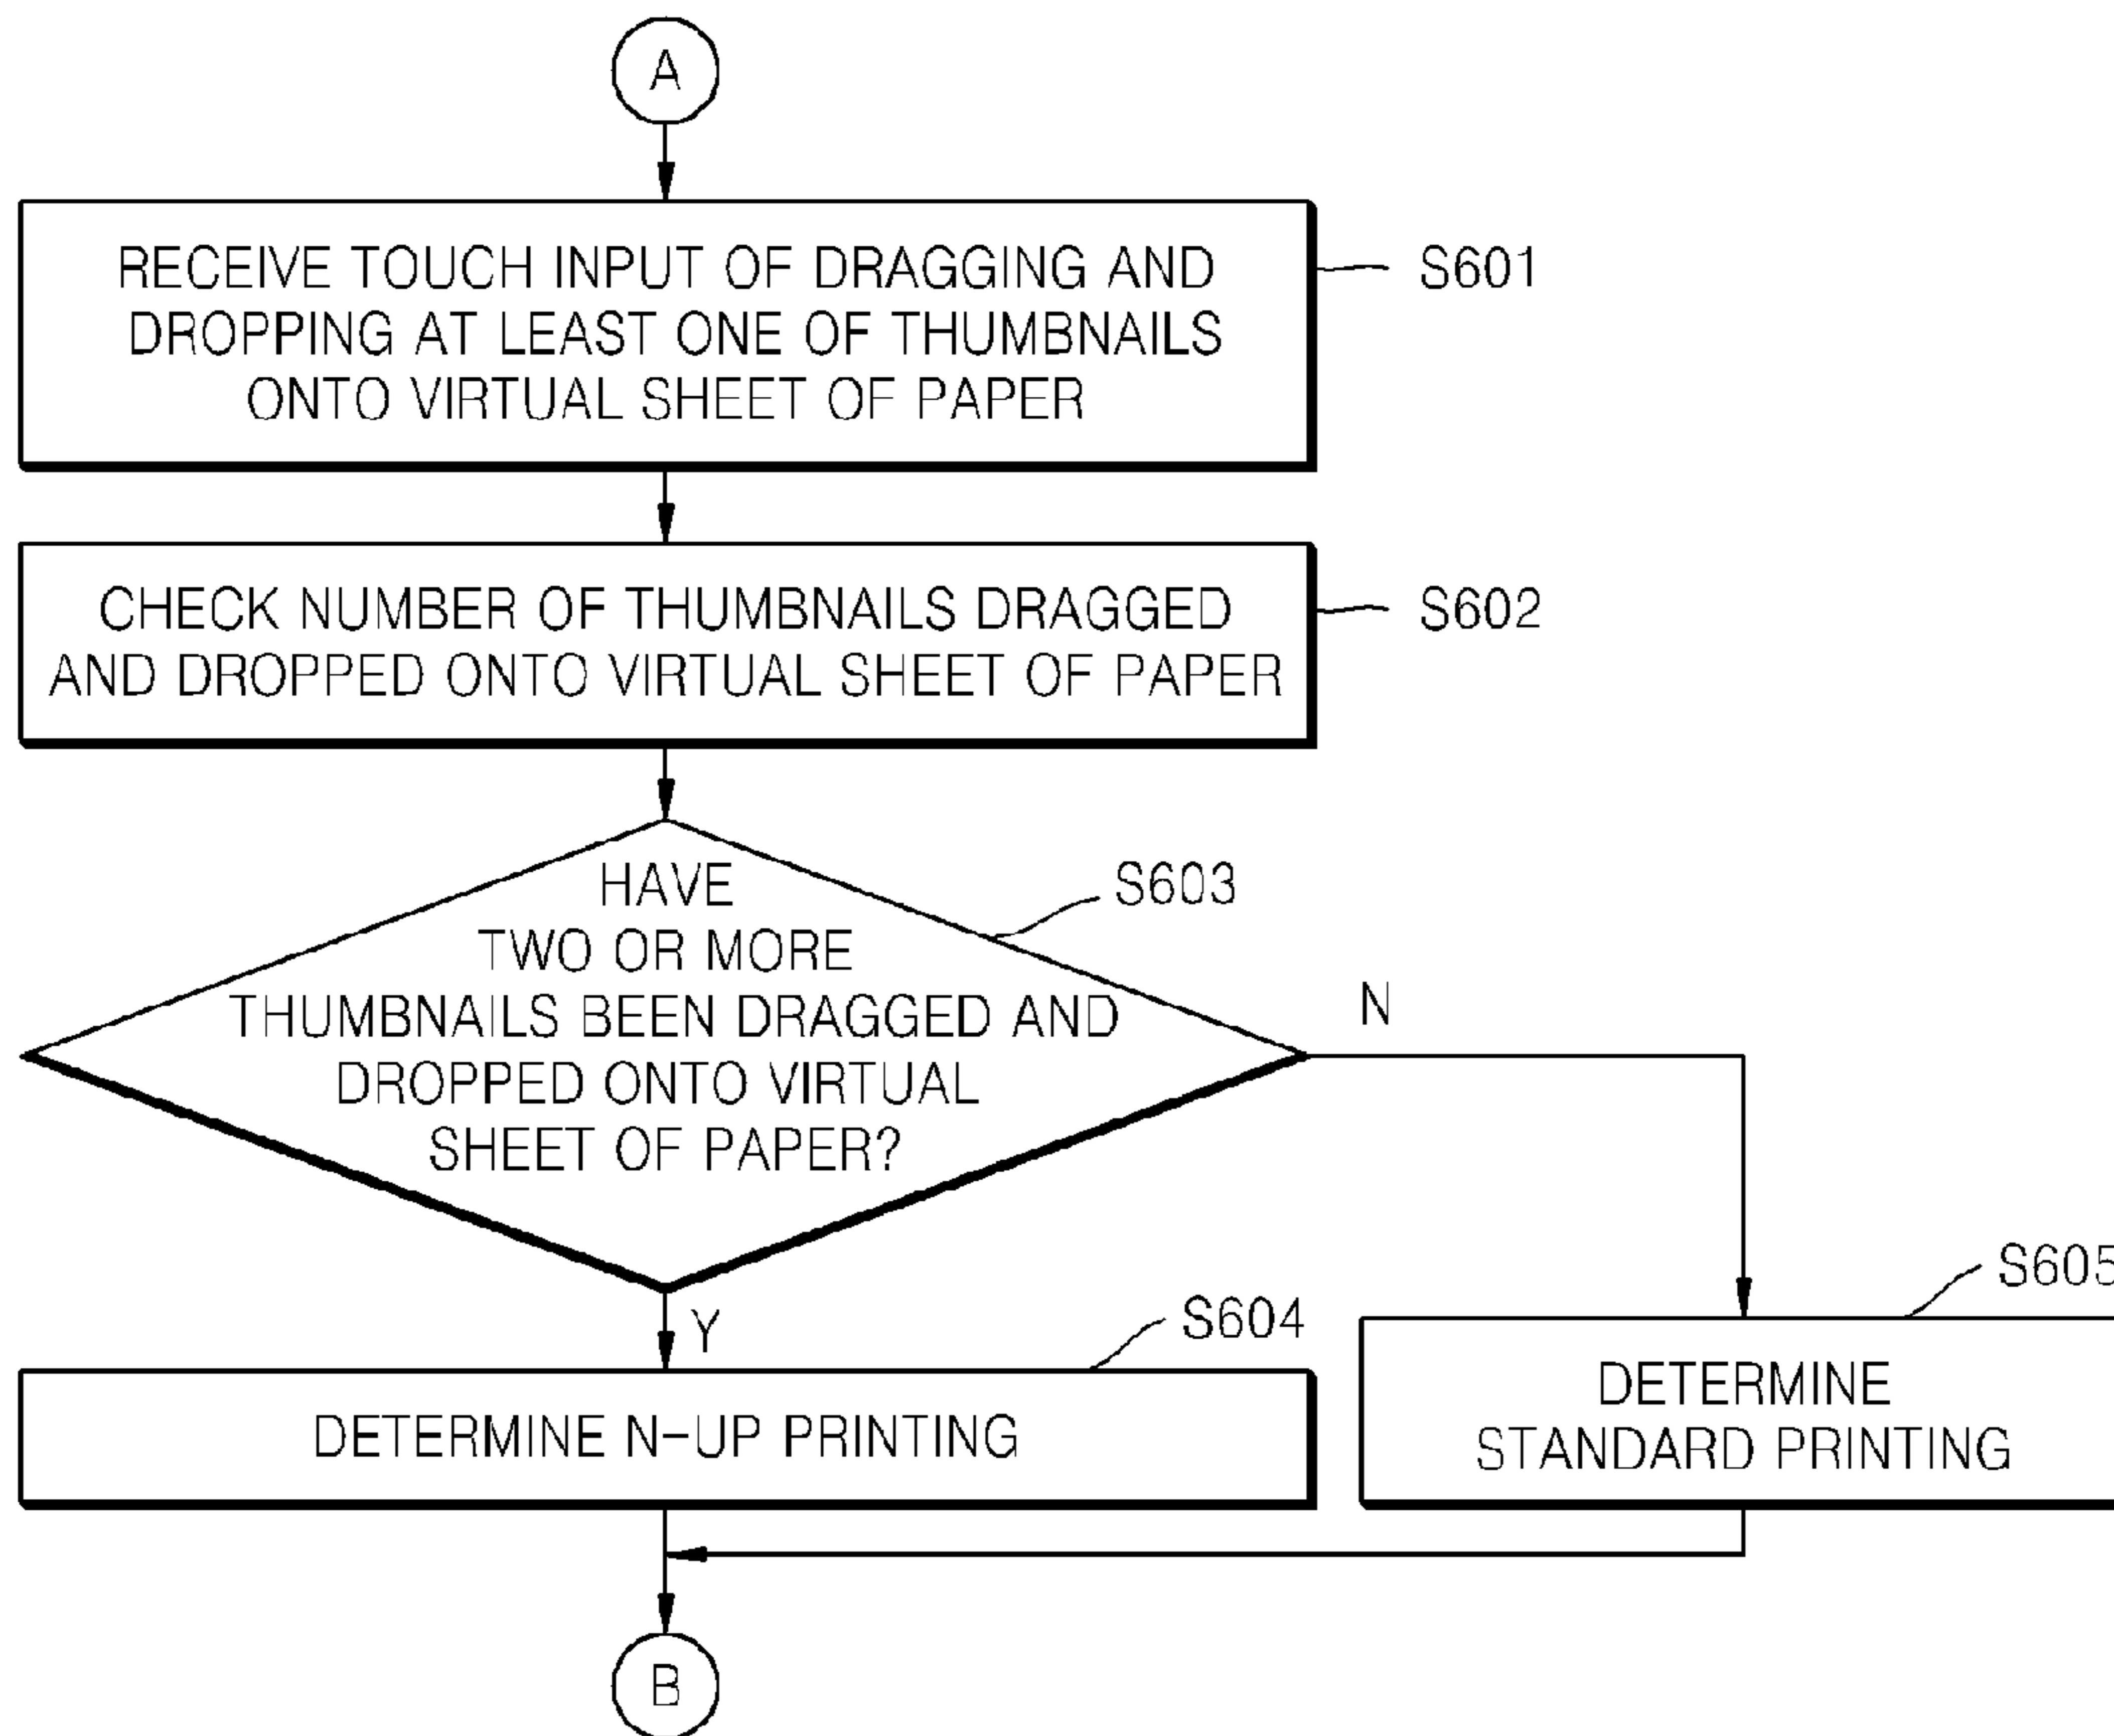 A
RECEIVE TOUCH INPUT OF DRAGGING AND
DROPPING AT LEAST ONE OF THUMBNAILS
ONTO VIRTUAL SHEET OF PAPER
S601
CHECK NUMBER OF THUMBNAILS DRAGGED
AND DROPPED ONTO VIRTUAL SHEET OF PAPER
S602
HAVE
TWO OR MORE
THUMBNAILS BEEN DRAGGED AND
DROPPED ONTO VIRTUAL
SHEET OF PAPER?
S603
N
Y
S604
DETERMINE N-UP PRINTING
S605
DETERMINE
STANDARD PRINTING
B